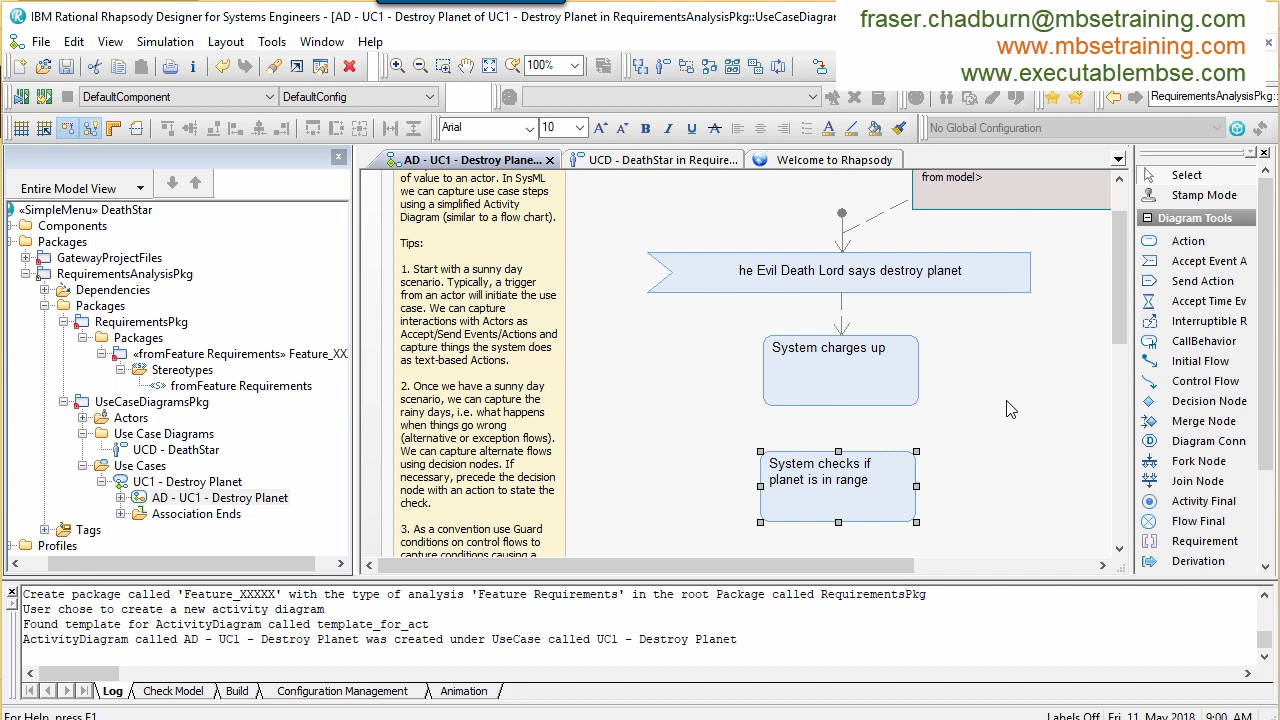 IBM Rational Rhapsody Designer for Systems Engineers - [AD - UC1 - Destroy Planet of UC1 - Destroy Planet in RequirementsAnalysisPkg::UseCaseDiagram
fraser.chadburn@mbsetraining.com
www.mbsetraining.com
www.executablembse.com
File Edit View Simulation Layout Tools Window Help
100%
DefaultComponent DefaultConfig RequirementsAnalysisPkg::
Arial 10 No Global Configuration
Entire Model View
«SimpleMenu» DeathStar
Components
Packages
GatewayProjectFiles
RequirementsAnalysisPkg
Dependencies
Packages
RequirementsPkg
Packages
«fromFeature Requirements» Feature_XX
Stereotypes
fromFeature Requirements
UseCaseDiagramsPkg
Actors
Use Case Diagrams
UCD - DeathStar
Use Cases
UC1 - Destroy Planet
AD - UC1 - Destroy Planet
Association Ends
Tags
Profiles
AD - UC1 - Destroy Plane...
UCD - DeathStar in Require...
Welcome to Rhapsody
of value to an actor. In SysML
we can capture use case steps
using a simplified Activity
Diagram (similar to a flow chart).
Tips:
1. Start with a sunny day
scenario. Typically, a trigger
from an actor will initiate the use
case. We can capture
interactions with Actors as
Accept/Send Events/Actions and
capture things the system does
as text-based Actions.
2. Once we have a sunny day
scenario, we can capture the
rainy days, i.e. what happens
when things go wrong
(alternative or exception flows).
We can capture alternate flows
using decision nodes. If
necessary, precede the decision
node with an action to state the
check.
3. As a convention use Guard
conditions on control flows to
capture conditions causing a
from model>
he Evil Death Lord says destroy planet
System charges up
System checks if
planet is in range
Select
Stamp Mode
Diagram Tools
Action
Accept Event A
Send Action
Accept Time Ev
Interruptible R
CallBehavior
Initial Flow
Control Flow
Decision Node
Merge Node
Diagram Conn
Fork Node
Join Node
Activity Final
Flow Final
Requirement
Derivation
Create package called 'Feature_XXXXX' with the type of analysis 'Feature Requirements' in the root Package called RequirementsPkg
User chose to create a new activity diagram
Found template for ActivityDiagram called template_for_act
ActivityDiagram called AD - UC1 - Destroy Planet was created under UseCase called UC1 - Destroy Planet
Log Check Model Build Configuration Management Animation
For Help, press F1 Labels Off Fri, 11, May 2018 9:00 AM